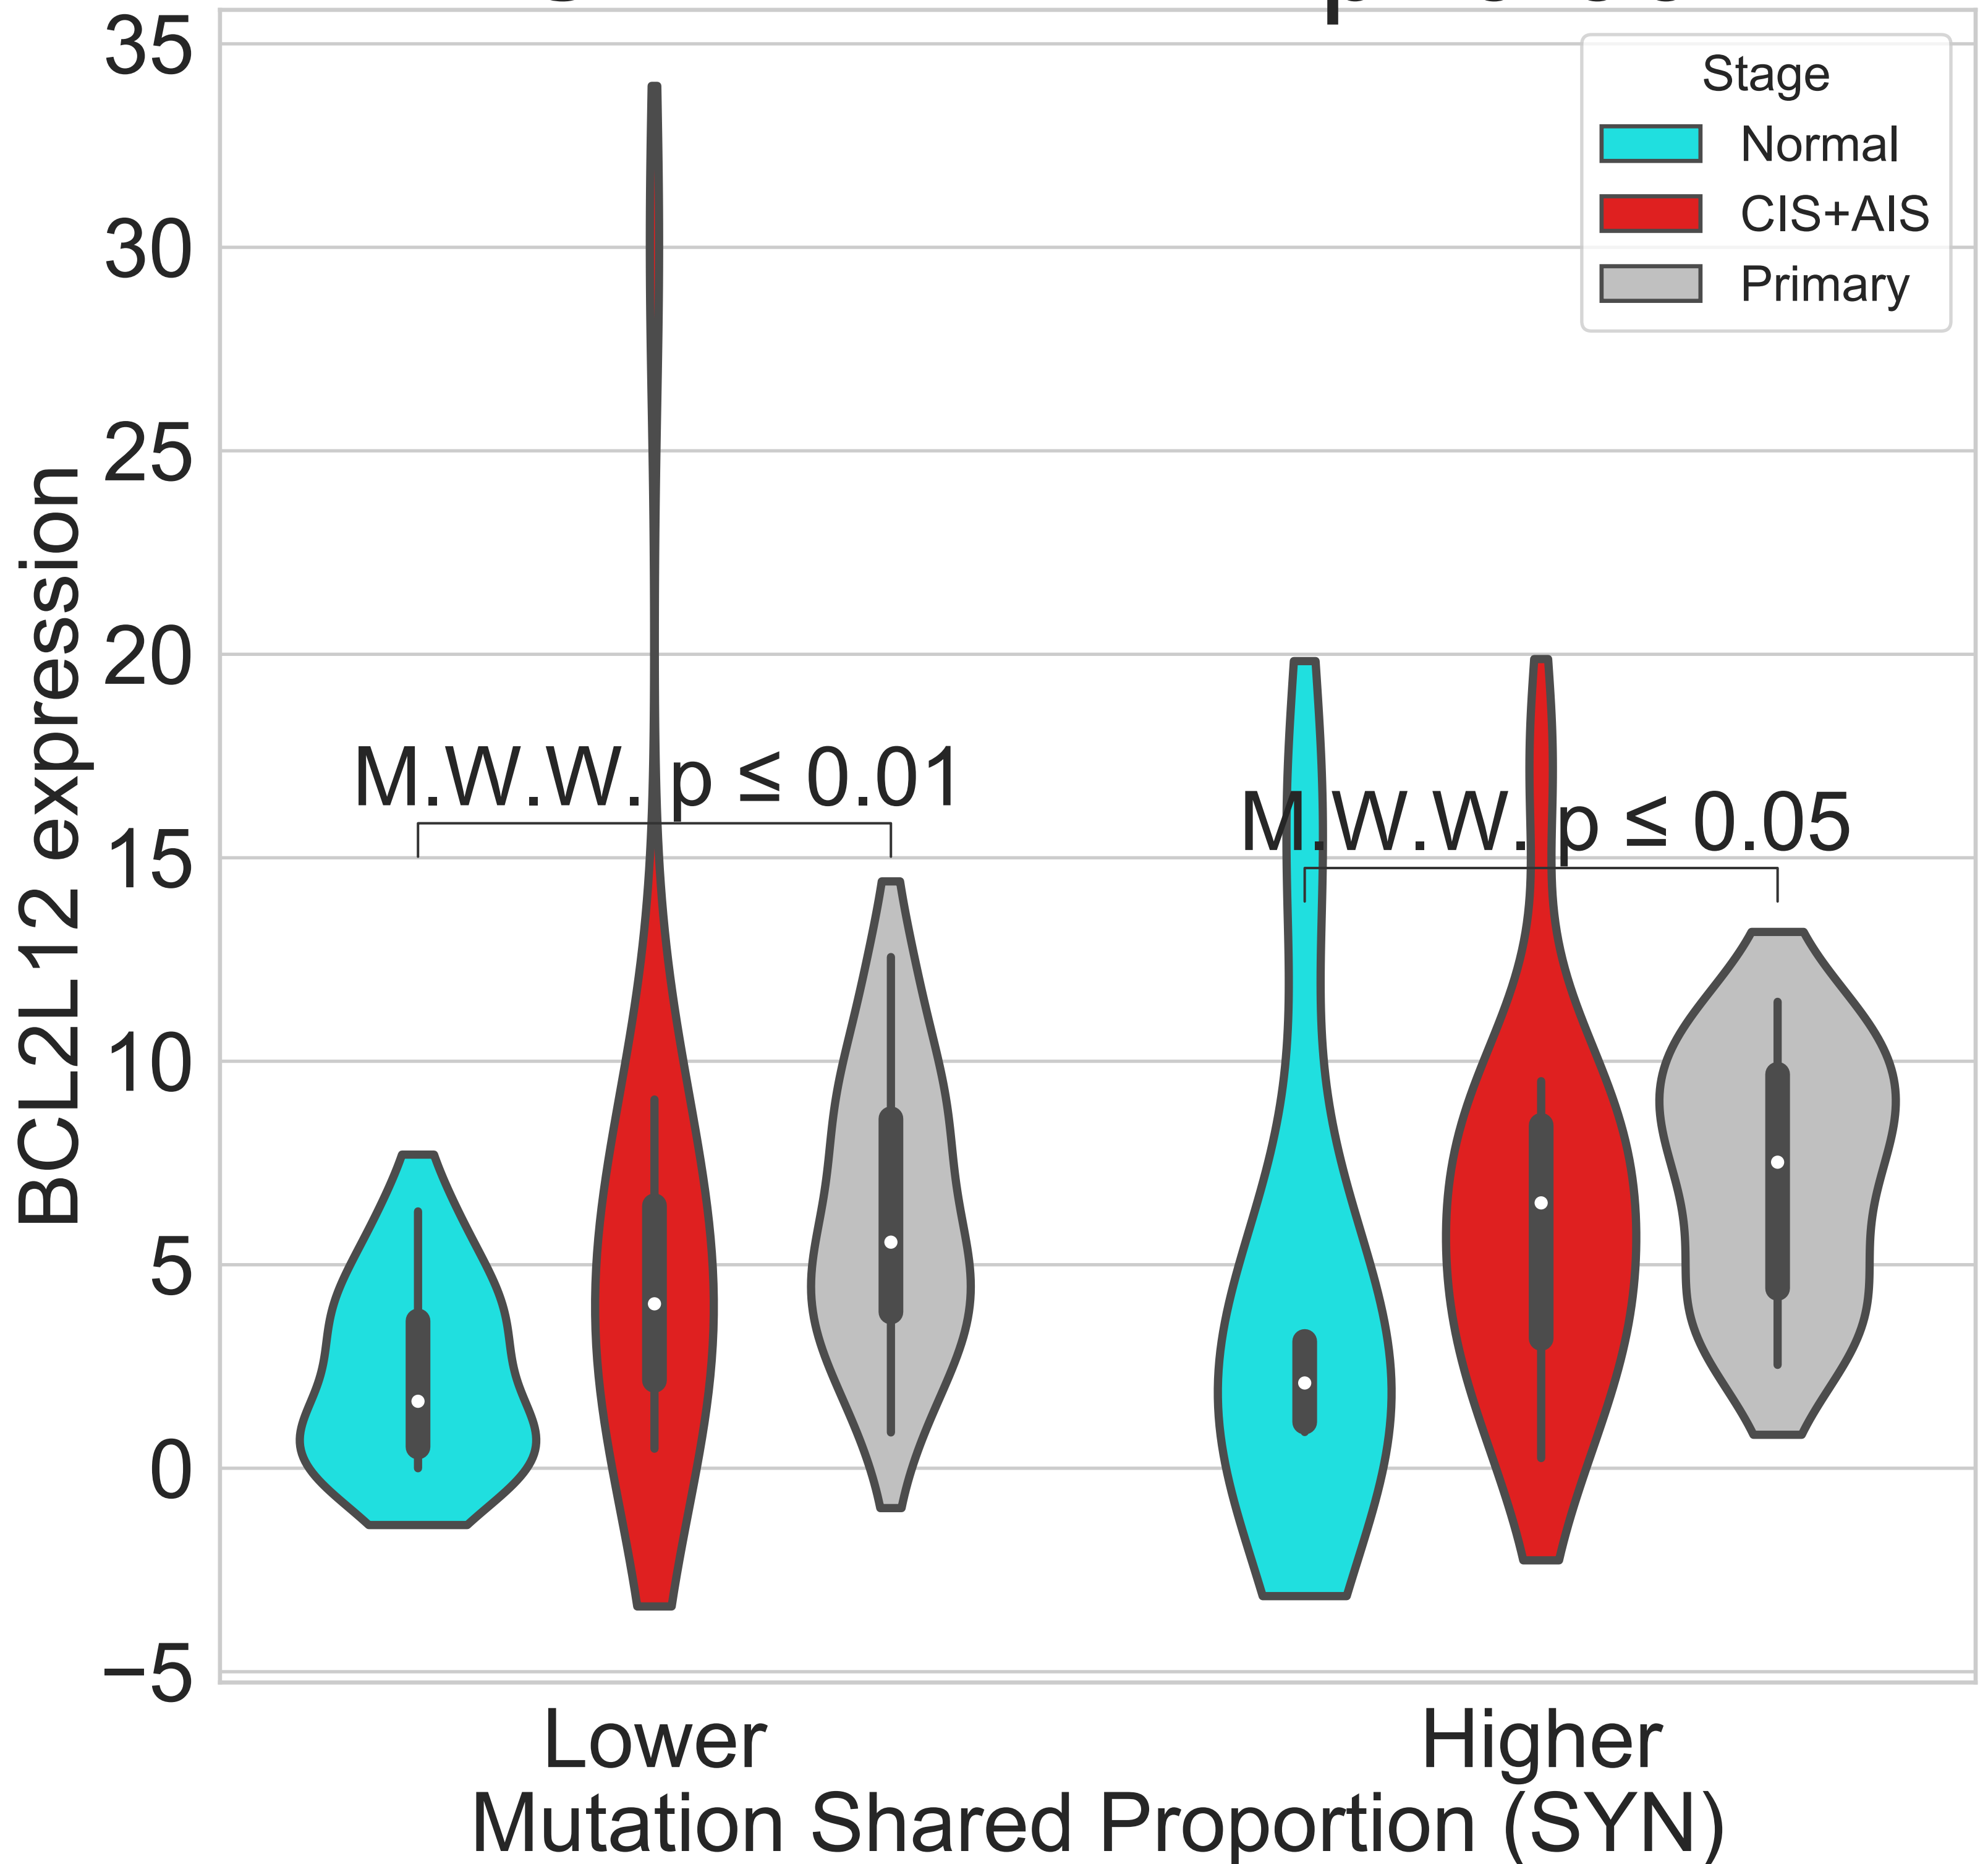 Stage
Normal
CIS+AIS
Primary
35
30
25
20
15
10
5
0
−5
BCL2L12 expression
M.W.W. p ≤ 0.01
M.W.W. p ≤ 0.05
Lower
Higher
Mutation Shared Proportion (SYN)